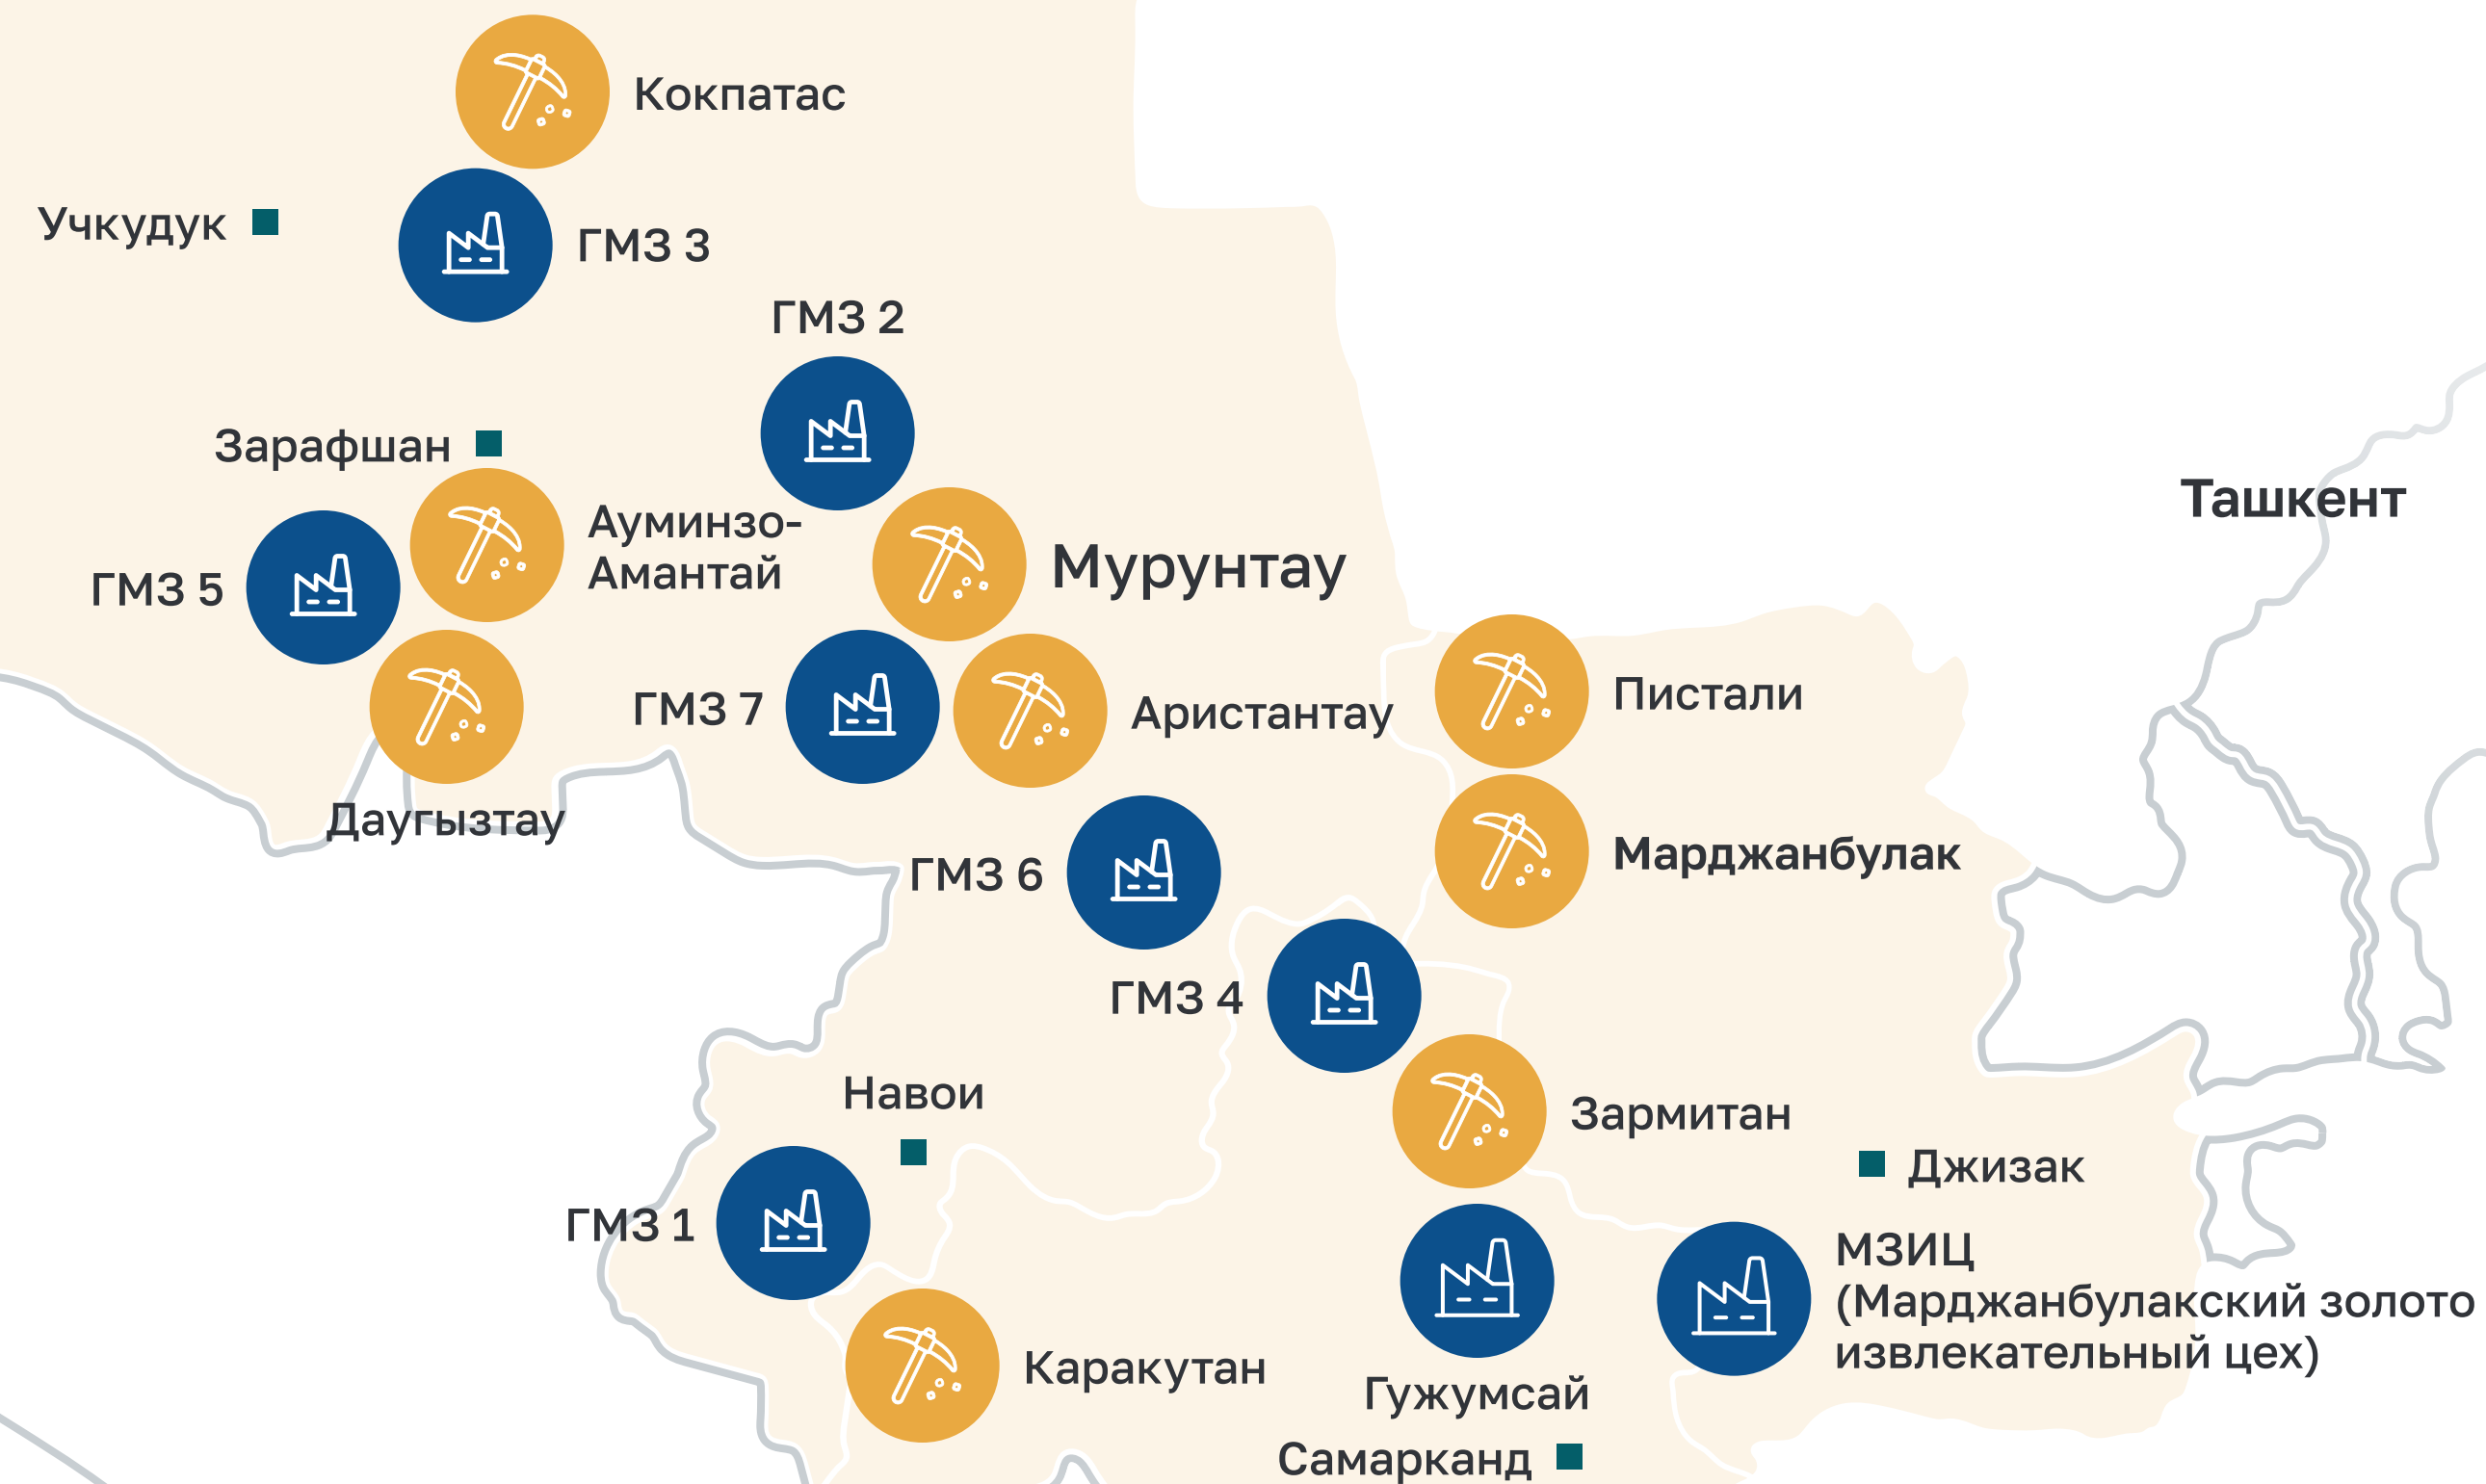 Кокпатас
Учкудук
ГМЗ 3
ГМЗ 2
Зарафшан
Ташкент
Ауминзо-
Амантай
Мурунтау
ГМЗ 5
Пистали
ГМЗ 7
Аристантау
Даугызтау
Марджанбулак
ГМЗ 6
ГМЗ 4
Навои
Зармитан
Джизак
ГМЗ 1
МЗИЦ
(Марджанбулакский золото
извлекательный цех)
Каракутан
Гужумсай
Самарканд